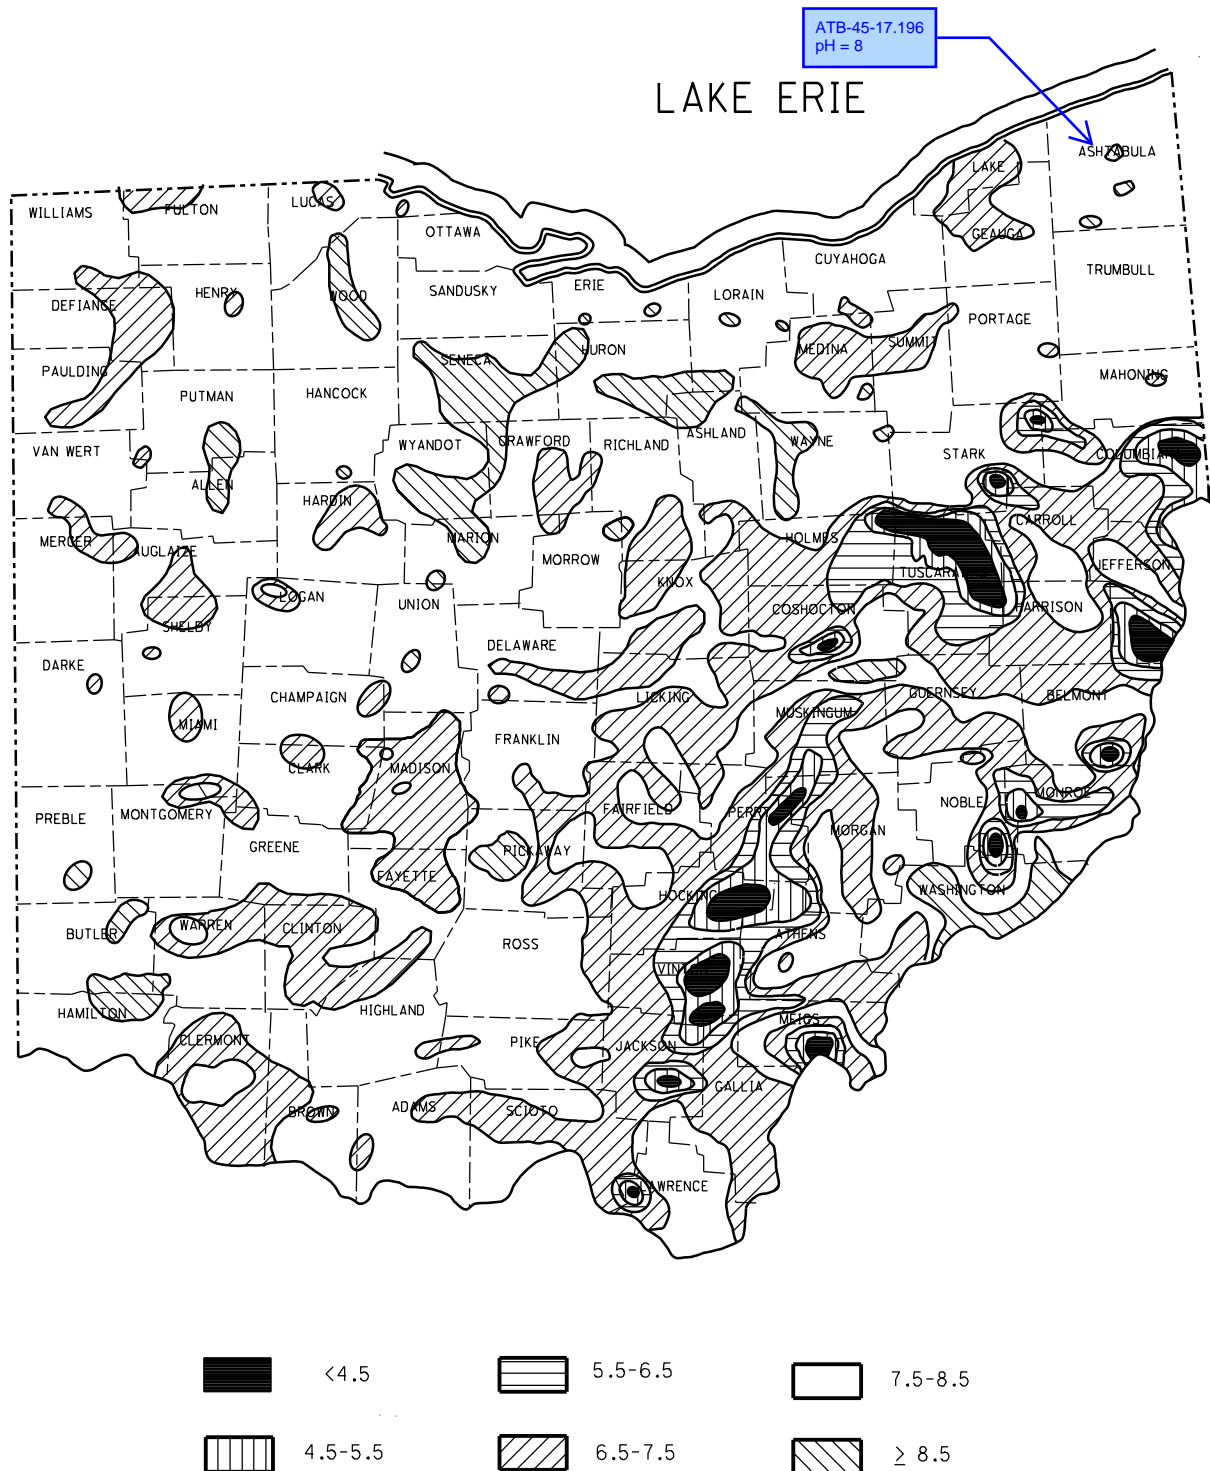 ATB-45-17.196
pH = 8
LAKE ERIE
ASHTABULA
LAKE
LUCAS
WILLIAMS
FULTON
OTTAWA
GEAUGA
CUYAHOGA
TRUMBULL
ERIE
SANDUSKY
HENRY
WOOD
LORAIN
DEFIANCE
PORTAGE
SUMMIT
MEDINA
HURON
SENECA
PAULDING
MAHONING
HANCOCK
PUTMAN
ASHLAND
WAYNE
CRAWFORD
RICHLAND
WYANDOT
VAN WERT
STARK
COLUMBIANA
ALLEN
HARDIN
CARROLL
MERCER
MARION
HOLMES
AUGLAIZE
MORROW
JEFFERSON
TUSCARAWAS
KNOX
LOGAN
UNION
COSHOCTON
HARRISON
SHELBY
DELAWARE
DARKE
CHAMPAIGN
LICKING
GUERNSEY
BELMONT
MUSKINGUM
MIAMI
FRANKLIN
CLARK
MADISON
MONROE
NOBLE
FAIRFIELD
PERRY
MONTGOMERY
PREBLE
MORGAN
GREENE
PICKAWAY
FAYETTE
WASHINGTON
HOCKING
WARREN
CLINTON
BUTLER
ATHENS
ROSS
VINTON
HIGHLAND
HAMILTON
MEIGS
CLERMONT
PIKE
JACKSON
GALLIA
BROWN
ADAMS
SCIOTO
LAWRENCE
<4.5
5.5-6.5
7.5-8.5
4.5-5.5
6.5-7.5
≥ 8.5